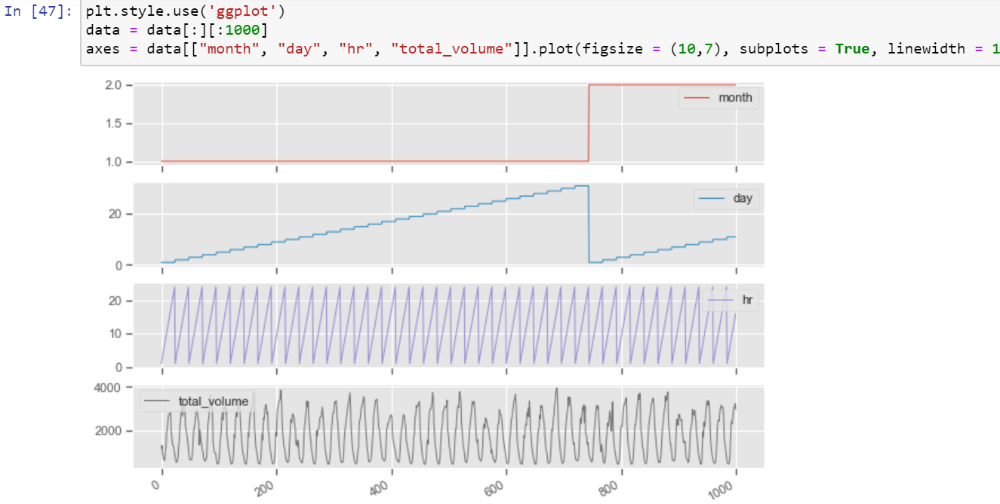 In [47]: plt.style.use('ggplot')
data = data[:][:1000]
axes = data[["month", "day", "hr", "total_volume"]].plot(figsize = (10,7), subplots = True, linewidth = 1
2.0
month
1.5
1.0
day
20
0
hr
20
10
0
4000
total_volume
2000
0 200 400 600 800 1000